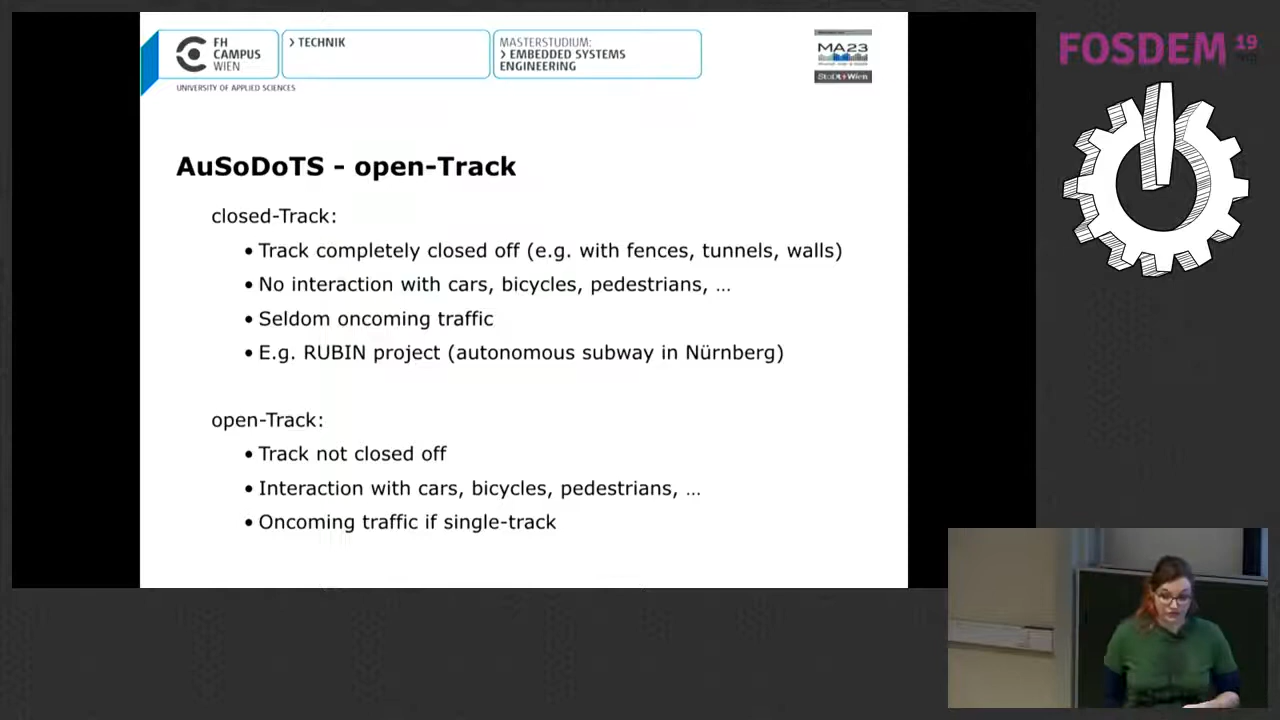 FH
CAMPUS
WIEN
UNIVERSITY OF APPLIED SCIENCES
› TECHNIK
MASTERSTUDIUM:
› EMBEDDED SYSTEMS
ENGINEERING
MA23
StaDt+Wien
FOSDEM 19
AuSoDoTS - open-Track
closed-Track:
• Track completely closed off (e.g. with fences, tunnels, walls)
• No interaction with cars, bicycles, pedestrians, ...
• Seldom oncoming traffic
• E.g. RUBIN project (autonomous subway in Nürnberg)
open-Track:
• Track not closed off
• Interaction with cars, bicycles, pedestrians, ...
• Oncoming traffic if single-track